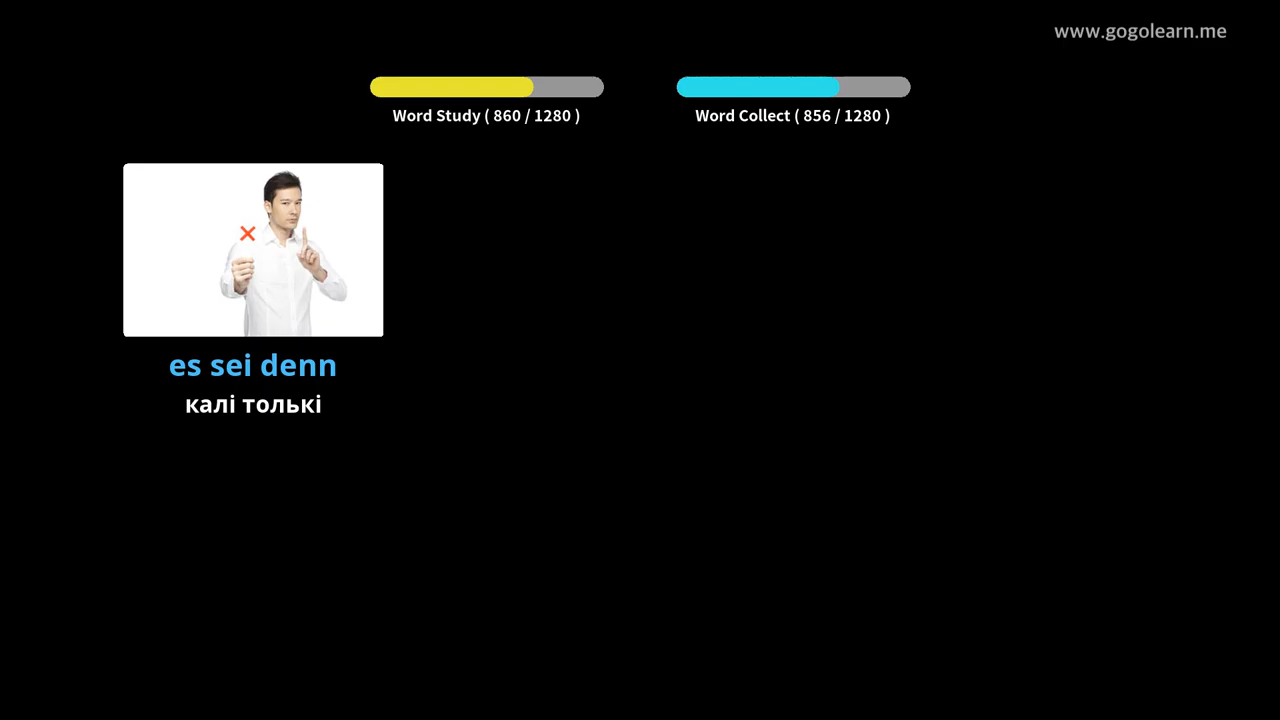 www.gogolearn.me
Word Study ( 860 / 1280 )
Word Collect ( 856 / 1280 )
es sei denn
калі толькі